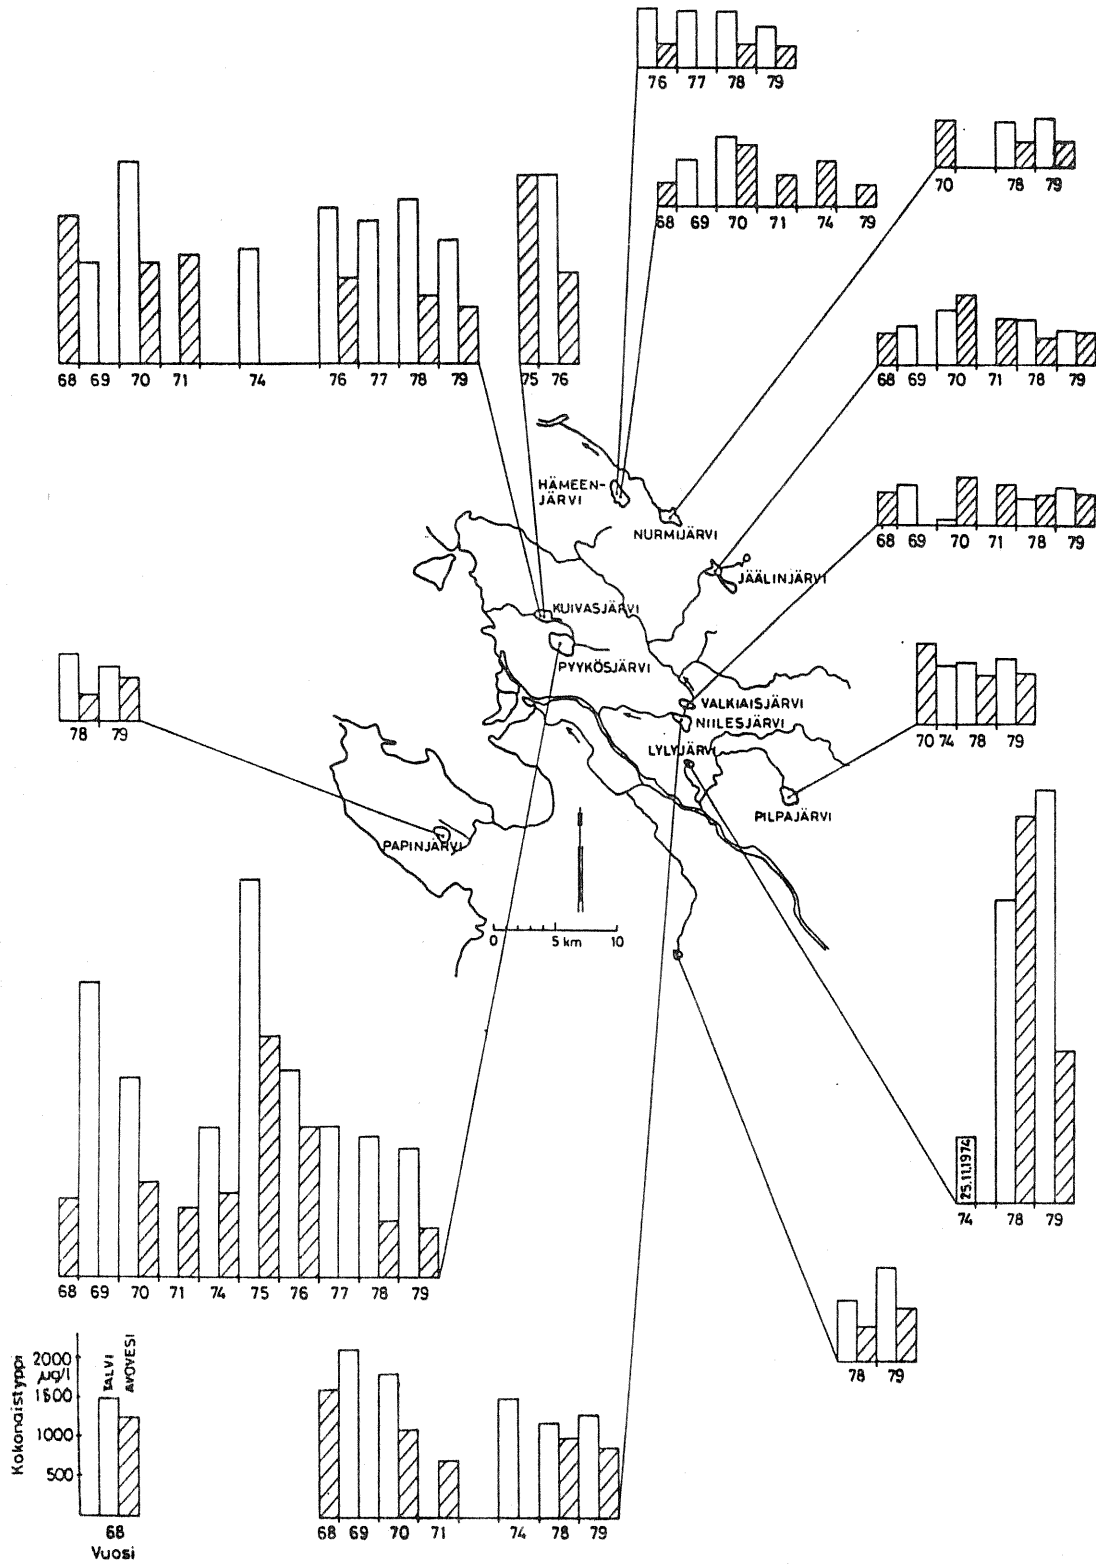 76 77 78 79
70 78 79
68 69 70 71 74 79
68 69 70 71 74 76 77 78 79
75 76
68 69 70 71 78 79
HÄMEEN-
JÄRVI
NURMIJÄRVI
68 69 70 71 78 79
JÄÄLINJÄRVI
KUIVASJÄRVI
PYYKÖSJÄRVI
VALKIAISJÄRVI
NIILESJÄRVI
LYLYJÄRVI
78 79
70 74 78 79
PILPAJÄRVI
PAPINJÄRVI
0 5 km 10
25.11.1974
74 78 79
68 69 70 71 74 75 76 77 78 79
78 79
Kokonaistyppi
µg/l
2000
1500
1000
500
TALVI
AVOVESI
68
Vuosi
68 69 70 71 74 78 79